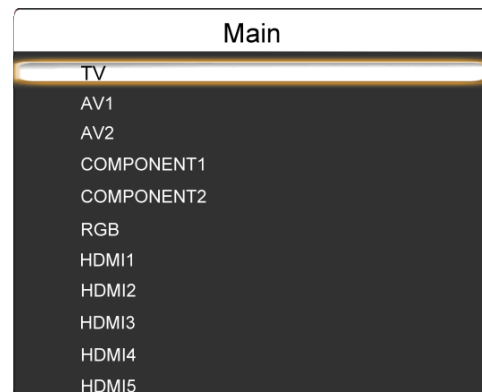 Main
TV
AV1
AV2
COMPONENT1
COMPONENT2
RGB
HDMI1
HDMI2
HDMI3
HDMI4
HDMI5